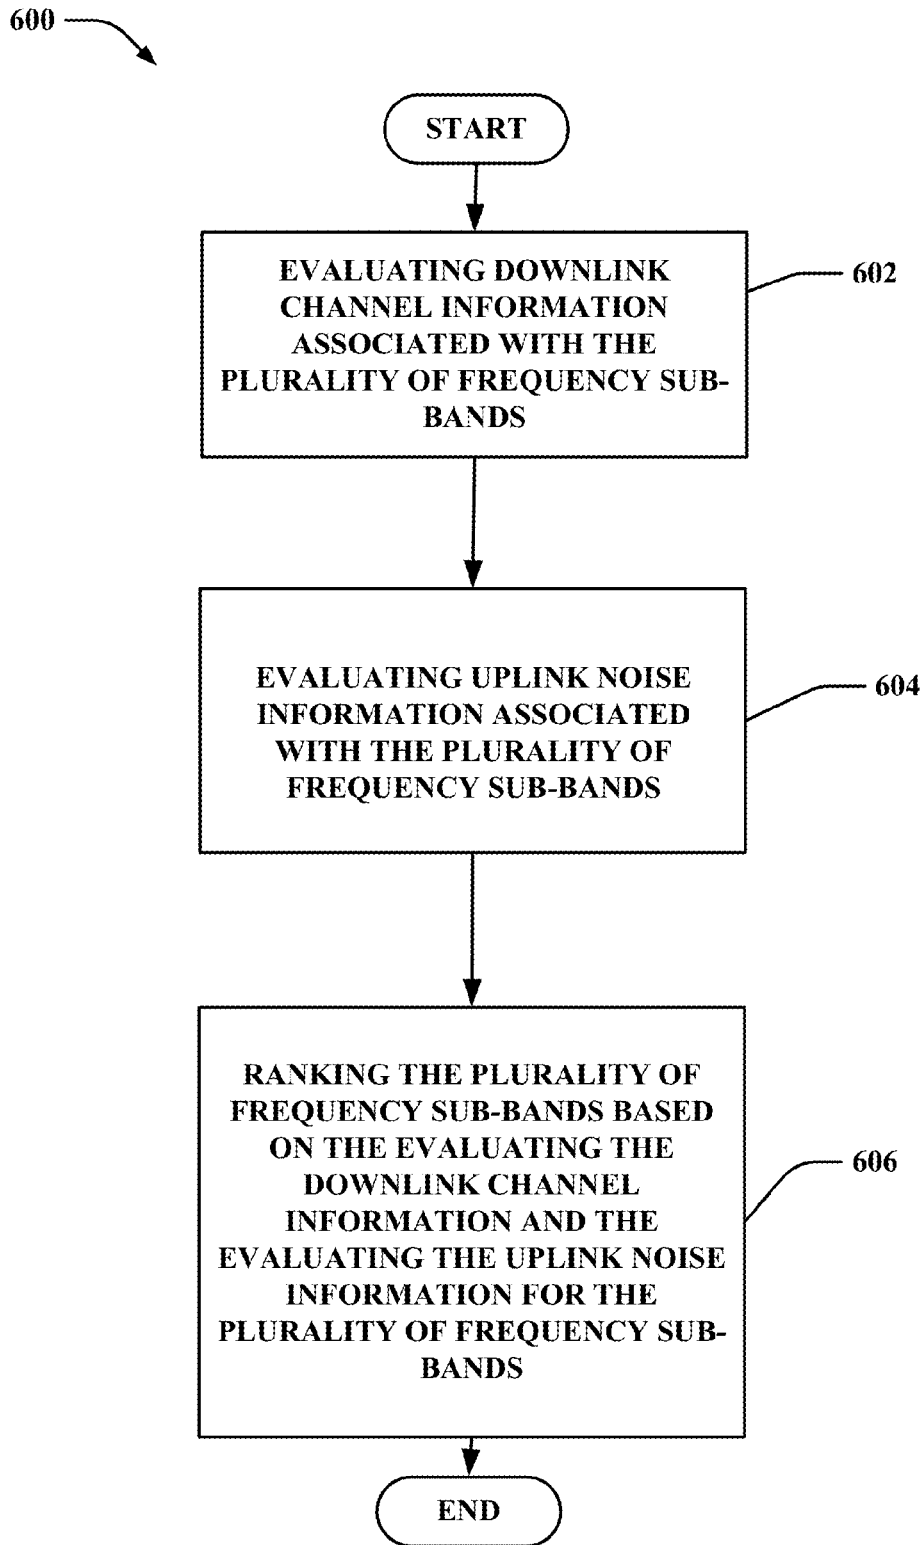 600
START
EVALUATING DOWNLINK
CHANNEL INFORMATION
ASSOCIATED WITH THE
PLURALITY OF FREQUENCY SUB-
BANDS
602
EVALUATING UPLINK NOISE
INFORMATION ASSOCIATED
WITH THE PLURALITY OF
FREQUENCY SUB-BANDS
604
RANKING THE PLURALITY OF
FREQUENCY SUB-BANDS BASED
ON THE EVALUATING THE
DOWNLINK CHANNEL
INFORMATION AND THE
EVALUATING THE UPLINK NOISE
INFORMATION FOR THE
PLURALITY OF FREQUENCY SUB-
BANDS
606
END